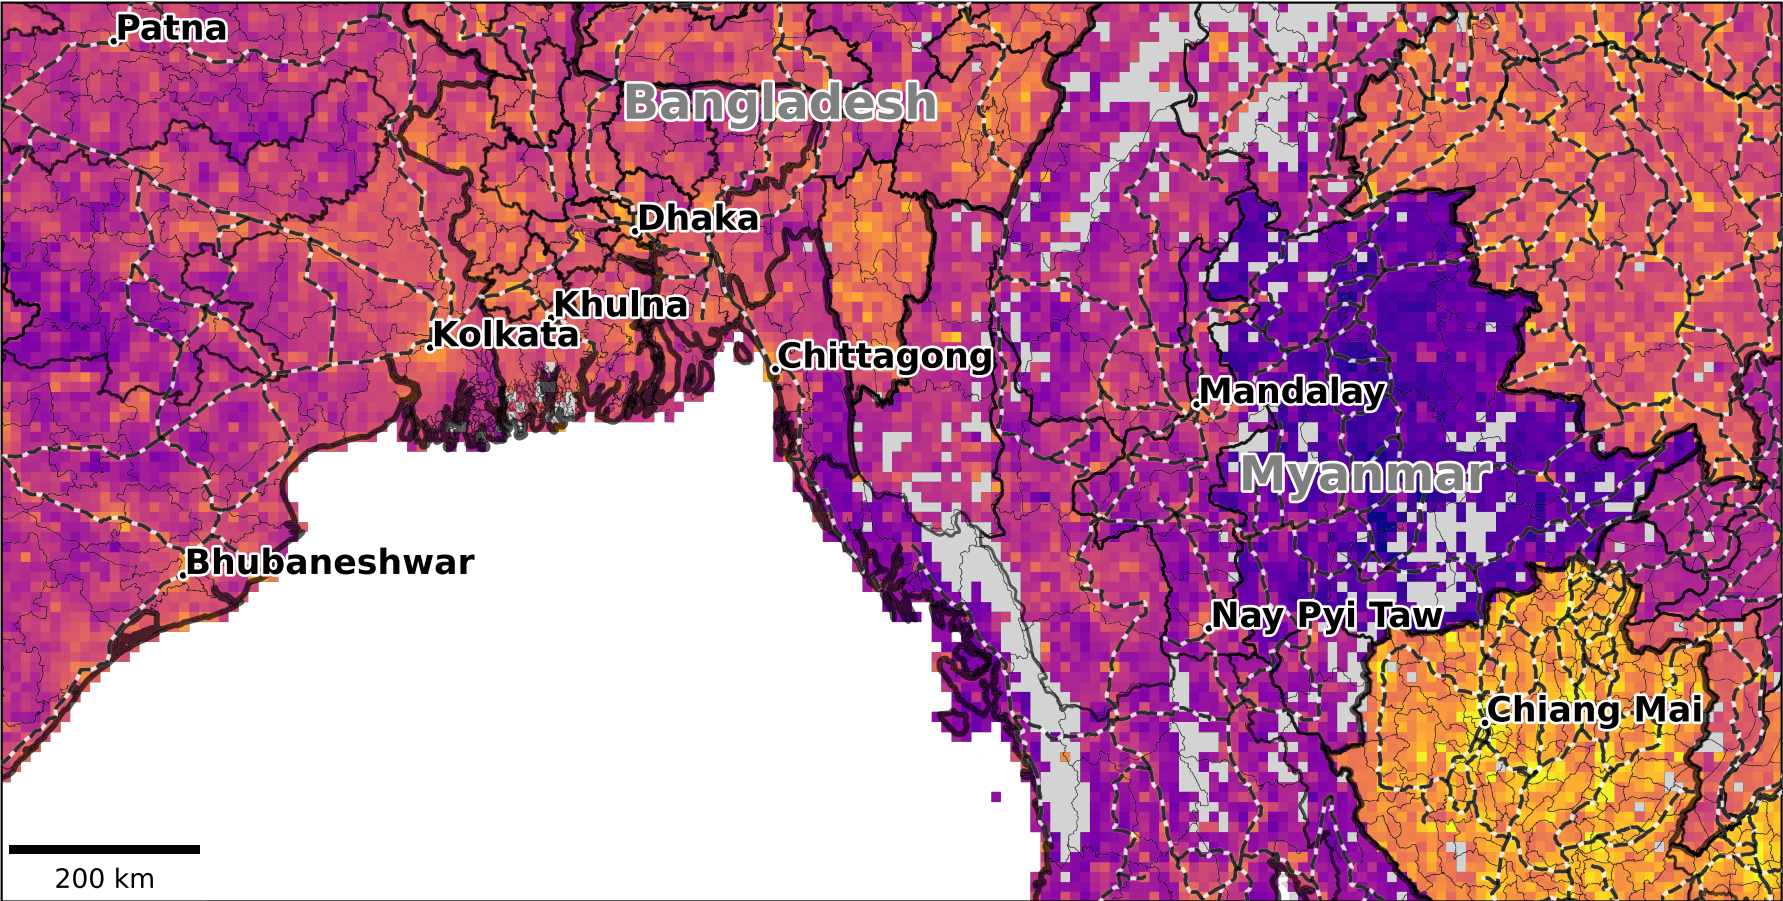 Patna
Bangladesh
Dhaka
Khulna
Kolkata
Chittagong
Mandalay
Myanmar
Bhubaneshwar
Nay Pyi Taw
Chiang Mai
200 km